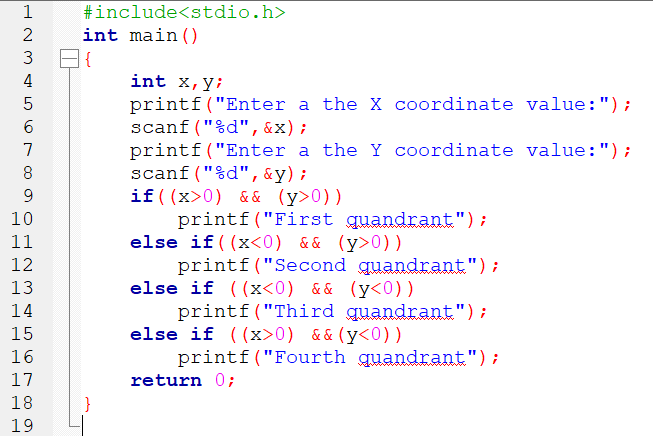 1 #include<stdio.h>
2 int main()
3 {
4 int x,y;
5 printf("Enter a the X coordinate value:");
6 scanf("%d",&x);
7 printf("Enter a the Y coordinate value:");
8 scanf("%d",&y);
9 if((x>0) && (y>0))
10 printf("First quandrant");
11 else if((x<0) && (y>0))
12 printf("Second quandrant");
13 else if ((x<0) && (y<0))
14 printf("Third quandrant");
15 else if ((x>0) &&(y<0))
16 printf("Fourth quandrant");
17 return 0;
18 }
19